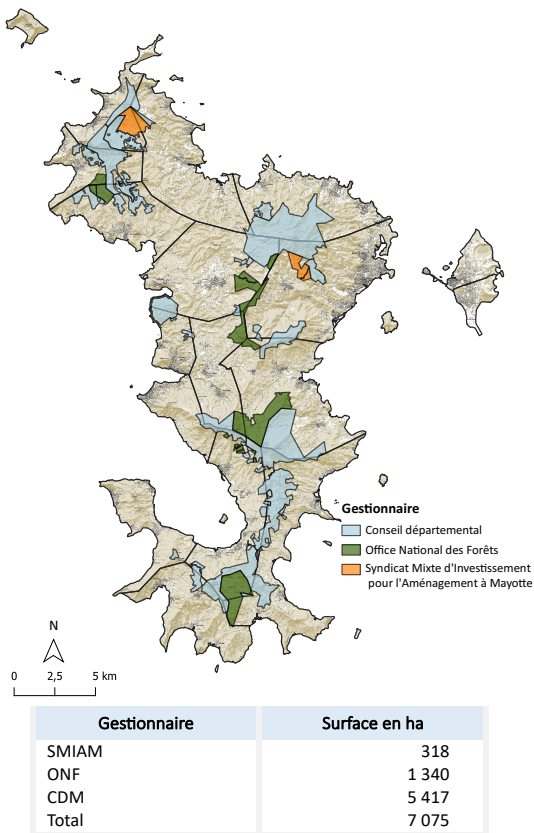 Gestionnaire
Conseil départemental
Office National des Forêts
Syndicat Mixte d'Investissement
pour l'Aménagement à Mayotte
N
0 2,5 5 km
Gestionnaire Surface en ha
SMIAM 318
ONF 1 340
CDM 5 417
Total 7 075